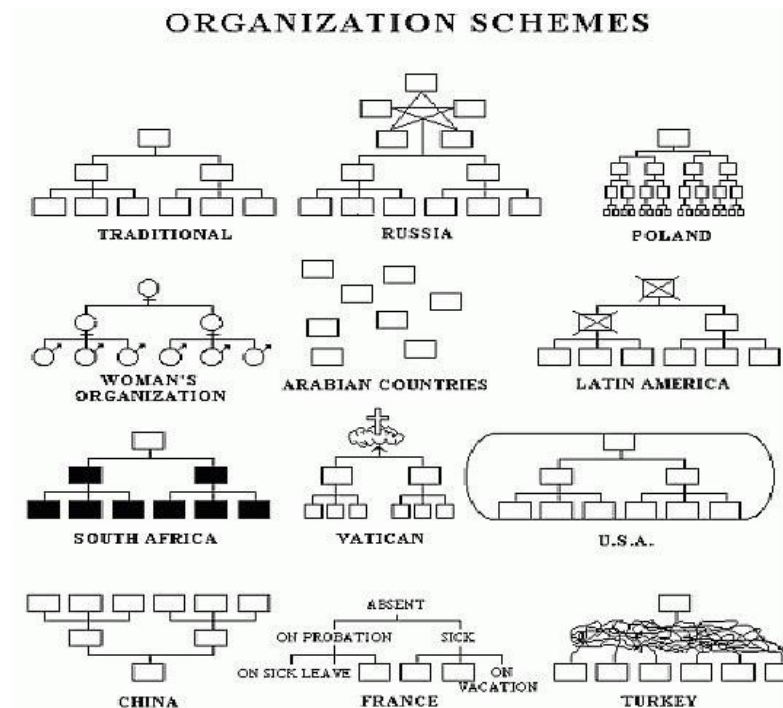 ORGANIZATION SCHEMES
TRADITIONAL
RUSSIA
POLAND
WOMAN'S
ORGANIZATION
ARABIAN COUNTRIES
LATIN AMERICA
SOUTH AFRICA
VATICAN
U.S.A.
CHINA
ABSENT
ON PROBATION
SICK
ON SICK LEAVE
ON
VACATION
FRANCE
TURKEY